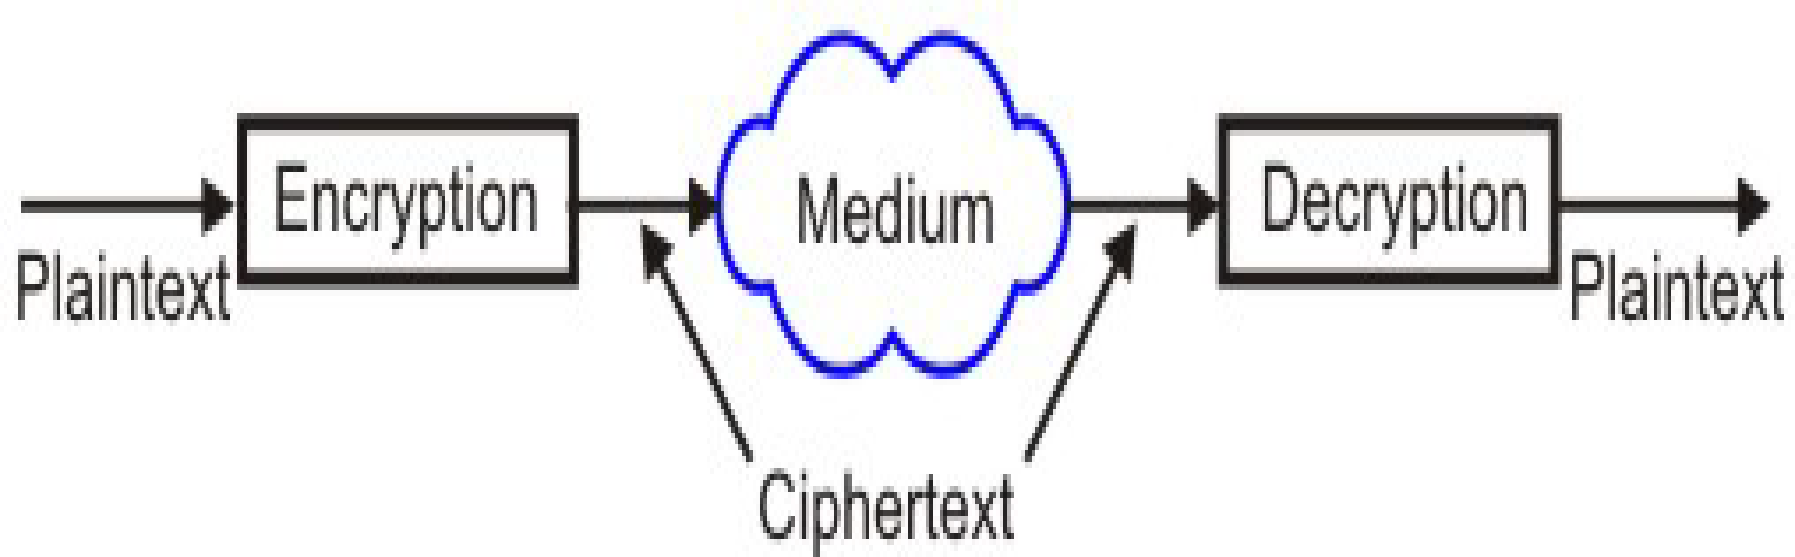 Encryption
Medium
Decryption
Plaintext
Plaintext
Ciphertext